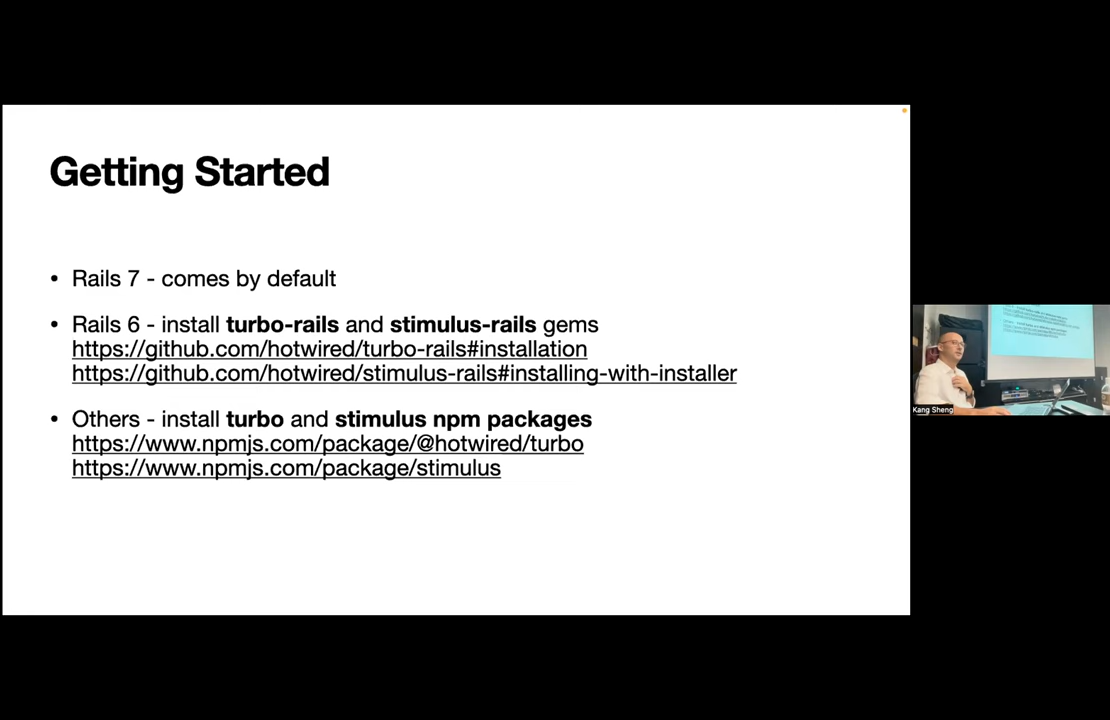 Getting Started
• Rails 7 - comes by default
• Rails 6 - install turbo-rails and stimulus-rails gems
https://github.com/hotwired/turbo-rails#installation
https://github.com/hotwired/stimulus-rails#installing-with-installer
• Others - install turbo and stimulus npm packages
https://www.npmjs.com/package/@hotwired/turbo
https://www.npmjs.com/package/stimulus
Kang Sheng